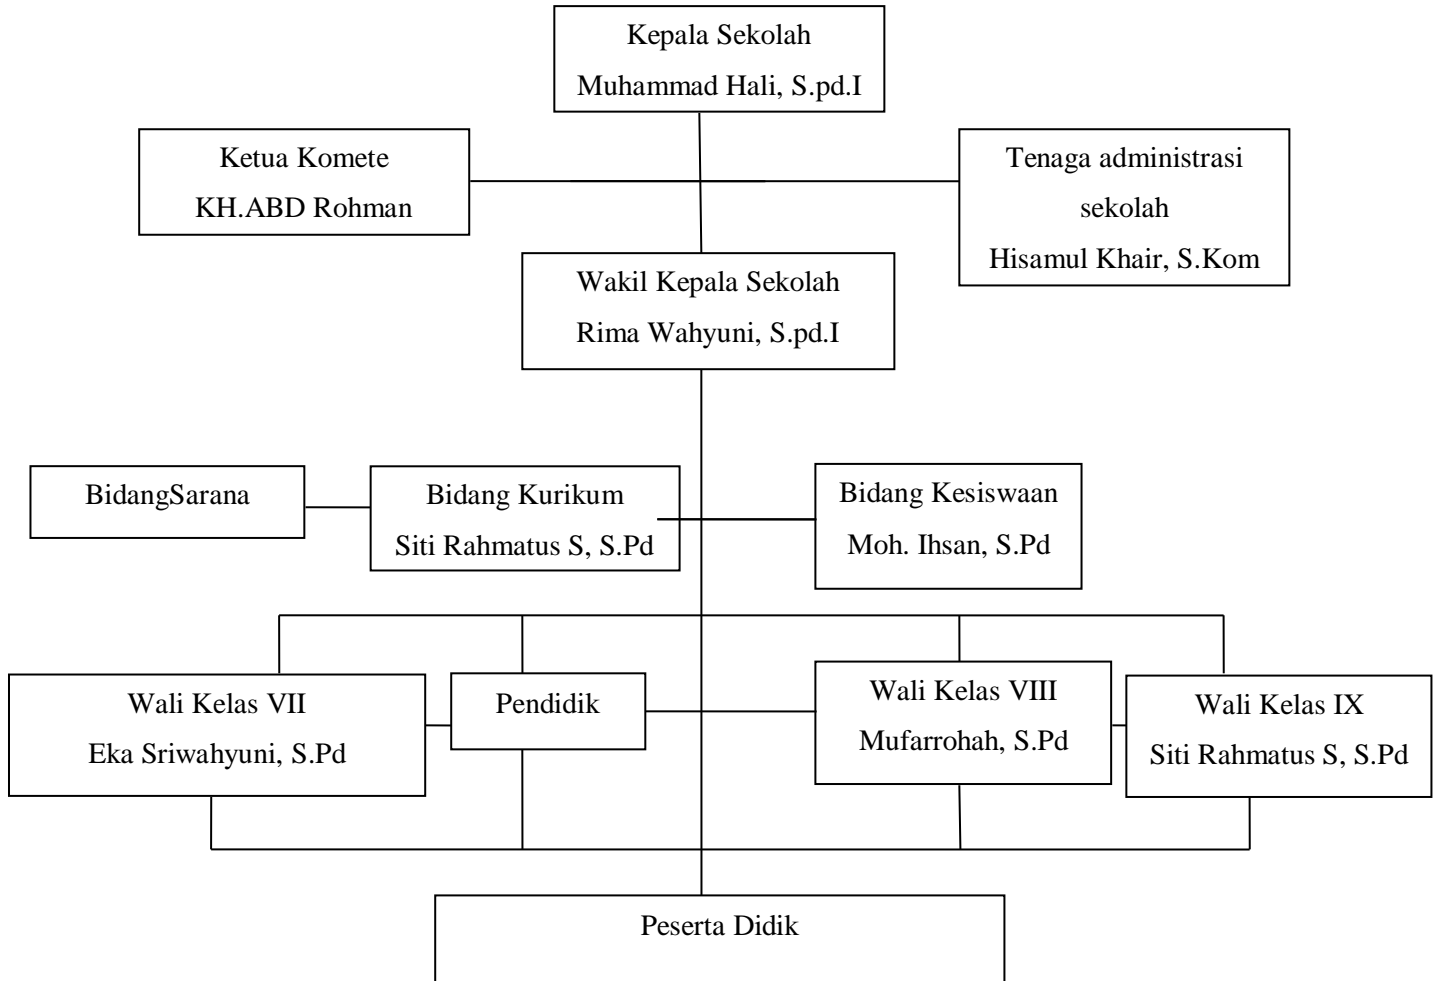 Kepala Sekolah
Muhammad Hali, S.pd.I
Ketua Komete
KH.ABD Rohman
Tenaga administrasi
sekolah
Hisamul Khair, S.Kom
Wakil Kepala Sekolah
Rima Wahyuni, S.pd.I
BidangSarana
Bidang Kurikum
Siti Rahmatus S, S.Pd
Bidang Kesiswaan
Moh. Ihsan, S.Pd
Wali Kelas VII
Eka Sriwahyuni, S.Pd
Pendidik
Wali Kelas VIII
Mufarrohah, S.Pd
Wali Kelas IX
Siti Rahmatus S, S.Pd
Peserta Didik